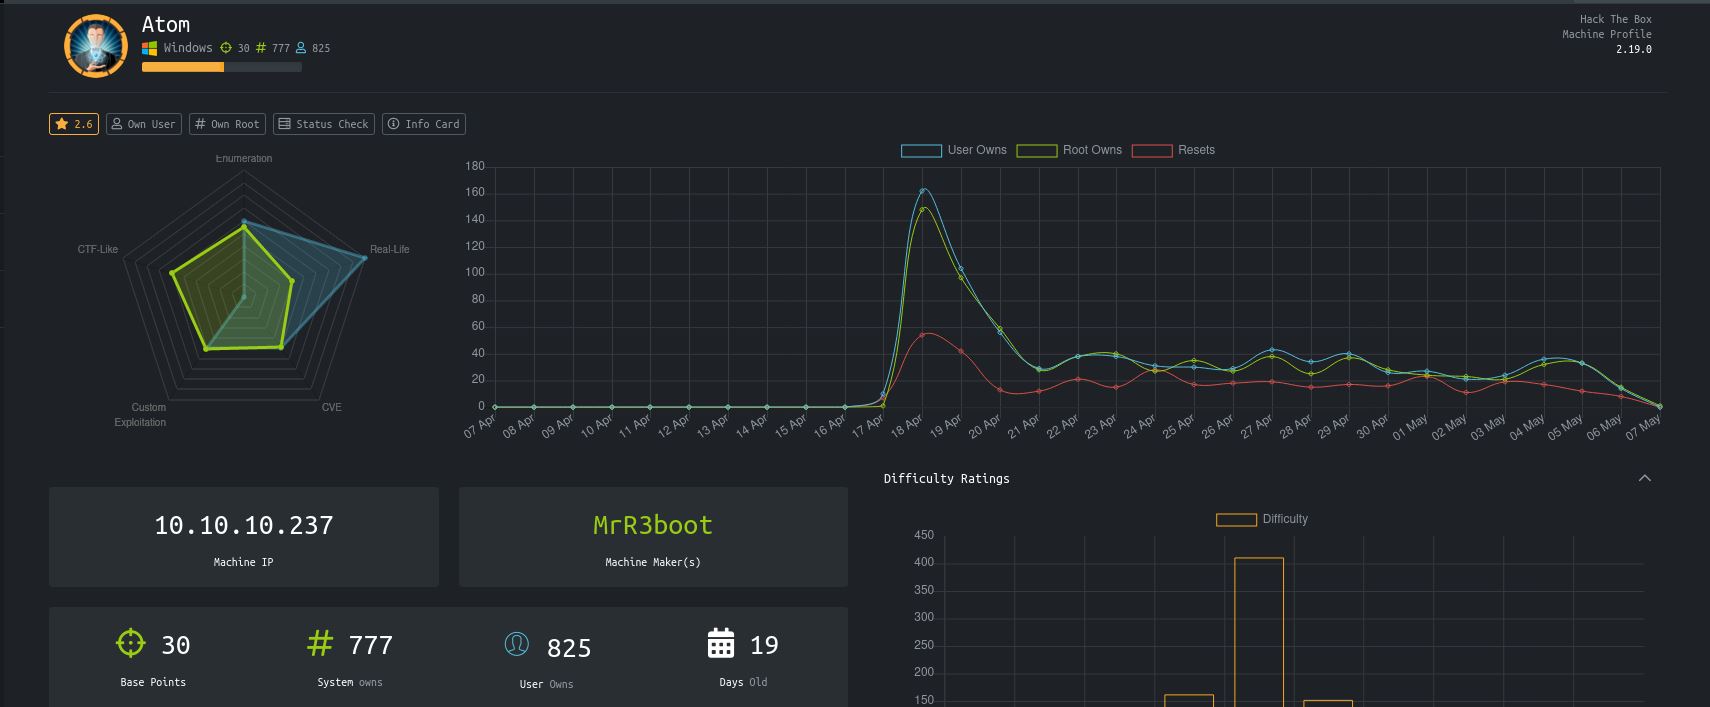 Atom
Windows 30 # 777 825
Hack The Box
Machine Profile
2.19.0
2.6
Own User
# Own Root
Status Check
Info Card
Enumeration
CTF-Like
Real-Life
Custom
Exploitation
CVE
User Owns
Root Owns
Resets
180
160
140
120
100
80
60
40
20
0
07 Apr
08 Apr
09 Apr
10 Apr
11 Apr
12 Apr
13 Apr
14 Apr
15 Apr
16 Apr
17 Apr
18 Apr
19 Apr
20 Apr
21 Apr
22 Apr
23 Apr
24 Apr
25 Apr
26 Apr
27 Apr
28 Apr
29 Apr
30 Apr
01 May
02 May
03 May
04 May
05 May
06 May
07 May
10.10.10.237
Machine IP
MrR3boot
Machine Maker(s)
30
Base Points
# 777
System owns
825
User Owns
19
Days Old
Difficulty Ratings
Difficulty
450
400
350
300
250
200
150